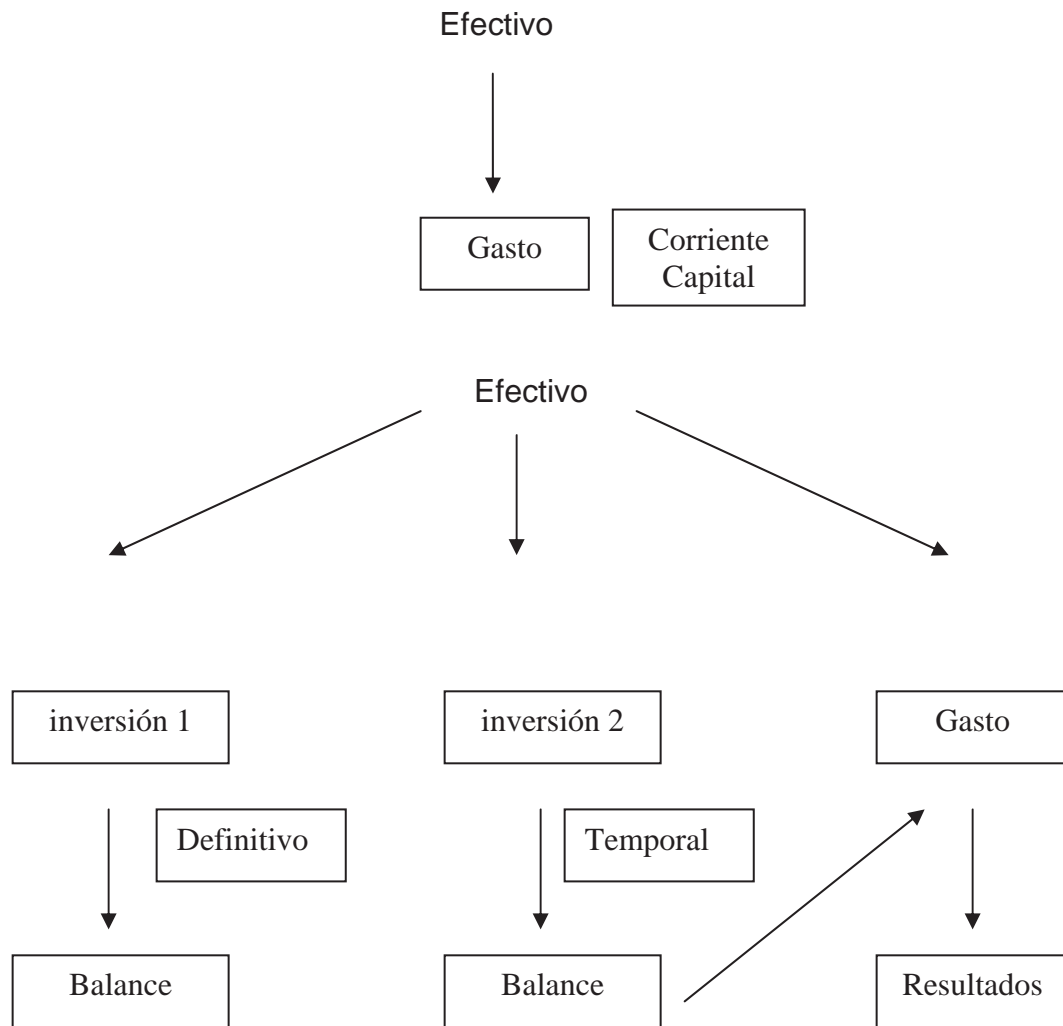 Efectivo
Gasto
Corriente
Capital
Efectivo
inversión 1
inversión 2
Gasto
Definitivo
Temporal
Balance
Balance
Resultados